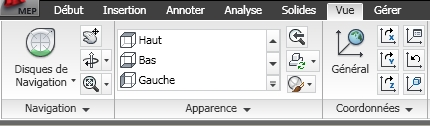 MEP Début Insertion Annoter Analyse Solides Vue Gérer
Haut
Bas
Gauche
Disques de
Navigation
Général
Navigation Apparence Coordonnées